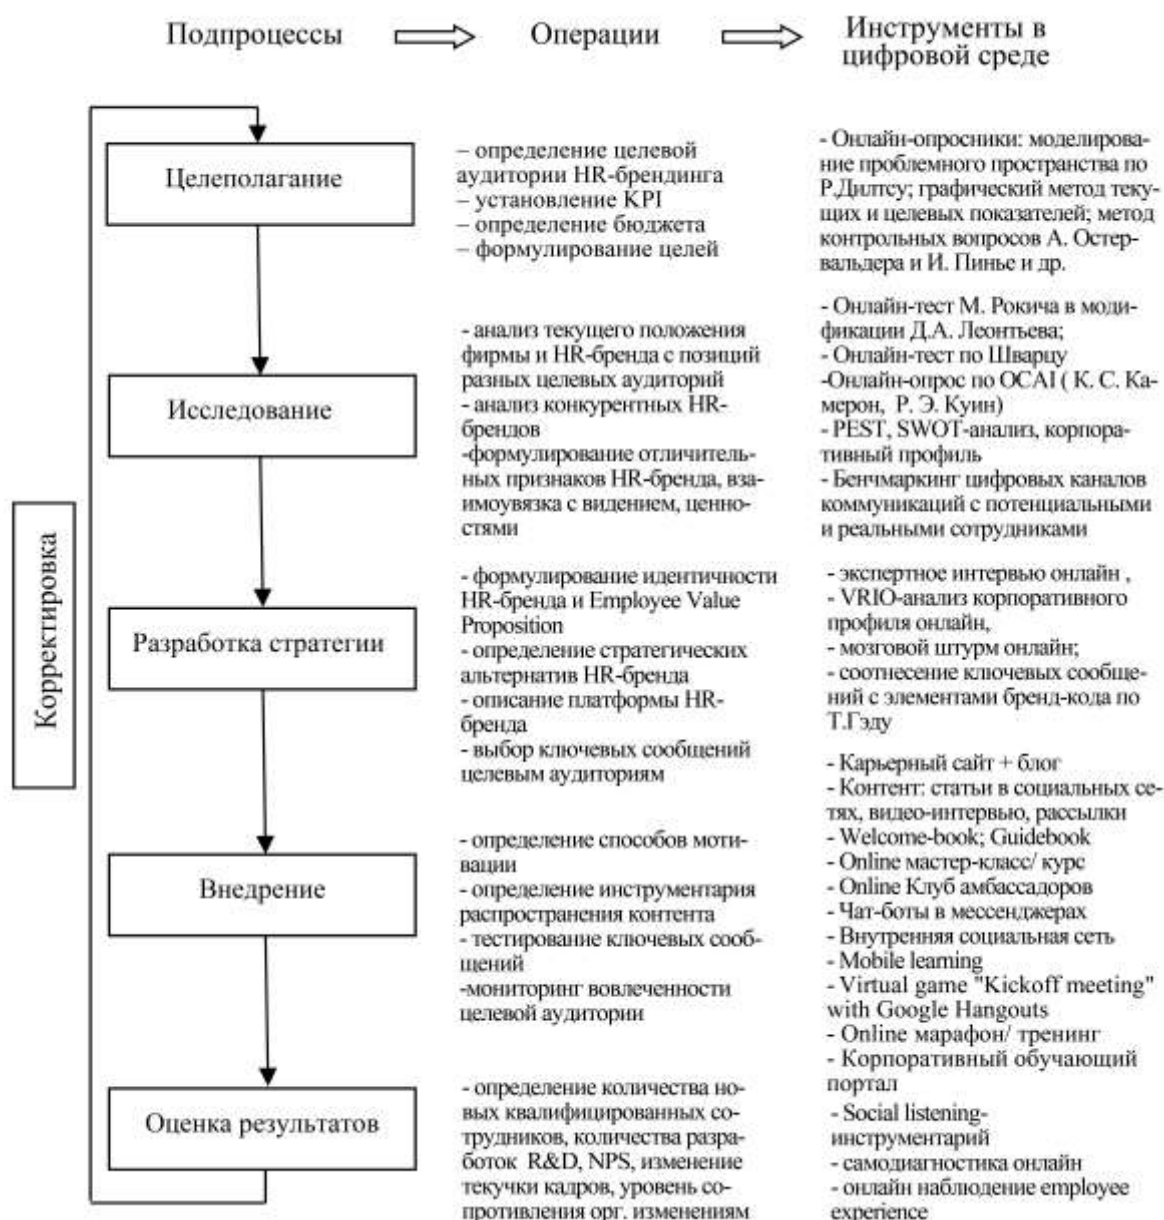 Подпроцессы
Операции
Инструменты в
цифровой среде
Целеполагание
– определение целевой
аудитории HR-брендинга
– установление KPI
– определение бюджета
– формулирование целей
- Онлайн-опросники: моделирова-
ние проблемного пространства по
Р.Дилтсу; графический метод теку-
щих и целевых показателей; метод
контрольных вопросов А. Остер-
вальдера и И. Пинье и др.
Исследование
- анализ текущего положения
фирмы и HR-бренда с позиций
разных целевых аудиторий
- анализ конкурентных HR-
брендов
-формулирование отличитель-
ных признаков HR-бренда, вза-
имоувязка с видением, ценно-
стями
- Онлайн-тест М. Рокича в моди-
фикации Д.А. Леонтьева;
- Онлайн-тест по Шварцу
-Онлайн-опрос по OCAI ( К. С. Ка-
мерон, Р. Э. Куин)
- PEST, SWOT-анализ, корпора-
тивный профиль
- Бенчмаркинг цифровых каналов
коммуникаций с потенциальными
и реальными сотрудниками
Корректировка
Разработка стратегии
- формулирование идентичности
HR-бренда и Employee Value
Proposition
- определение стратегических
альтернатив HR-бренда
- описание платформы HR-
бренда
- выбор ключевых сообщений
целевым аудиториям
- экспертное интервью онлайн ,
- VRIO-анализ корпоративного
профиля онлайн,
- мозговой штурм онлайн;
- соотнесение ключевых сообще-
ний с элементами бренд-кода по
Т.Гэду
Внедрение
- определение способов моти-
вации
- определение инструментария
распространения контента
- тестирование ключевых сооб-
щений
-мониторинг вовлеченности
целевой аудитории
- Карьерный сайт + блог
- Контент: статьи в социальных се-
тях, видео-интервью, рассылки
- Welcome-book; Guidebook
- Online мастер-класс/ курс
- Online Клуб амбассадоров
- Чат-боты в мессенджерах
- Внутренняя социальная сеть
- Mobile learning
- Virtual game "Kickoff meeting"
with Google Hangouts
- Online марафон/ тренинг
- Корпоративный обучающий
портал
Оценка результатов
- определение количества но-
вых квалифицированных со-
трудников, количества разра-
боток R&D, NPS, изменение
текучки кадров, уровень со-
противления орг. изменениям
- Social listening-
инструментарий
- самодиагностика онлайн
- онлайн наблюдение employee
experience